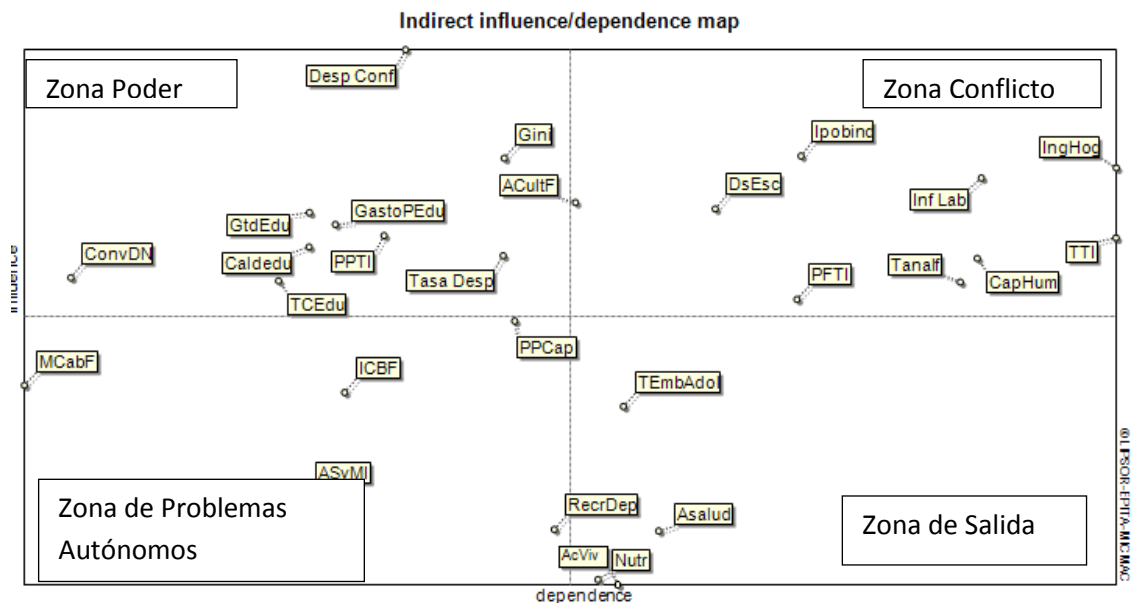 Indirect influence/dependence map
Zona Poder
Desp Conf
Zona Conflicto
Gini
Ipobind
IngHog
ACultF
DsEsc
Inf Lab
GtdEdu
GastoPEdu
ConvDN
Caldedu
PPTI
Tasa Desp
PFTI
Tanalf
CapHum
TTI
TCEdu
influence
PPCap
MCabF
ICBF
TEmbAdol
ASvMI
Zona de Problemas
Autónomos
RecrDep
Asalud
Zona de Salida
AcViv
Nutr
dependence
©LIPSOR-EPITA-MICMAC